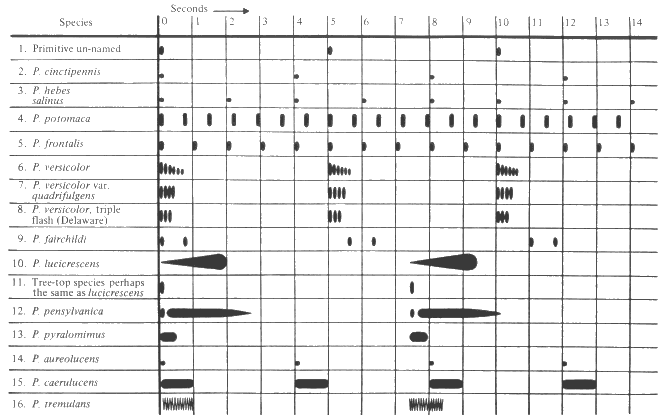 Seconds
Species 0 1 2 3 4 5 6 7 8 9 10 11 12 13 14
1. Primitive un-named
2. P. cinctipennis
3. P. hebes
salinus
4. P. potomaca
5. P. frontalis
6. P. versicolor
7. P. versicolor var.
quadrifulgens
8. P. versicolor, triple
flash (Delaware)
9. P. fairchildi
10. P. lucicrescens
11. Tree-top species perhaps
the same as lucicrescens
12. P. pensylvanica
13. P. pyralomimus
14. P. aureolucens
15. P. caerulucens
16. P. tremulans